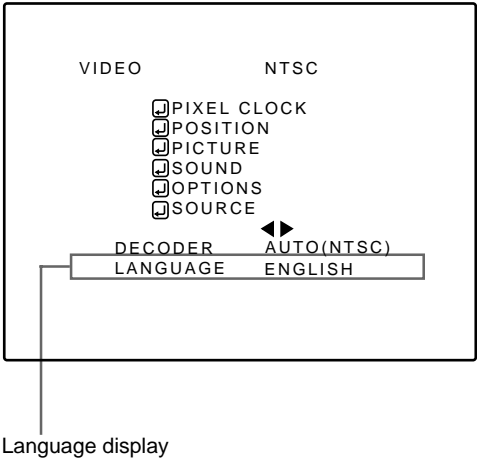 VIDEO NTSC
PIXEL CLOCK
POSITION
PICTURE
SOUND
OPTIONS
SOURCE
DECODER AUTO(NTSC)
LANGUAGE ENGLISH
Language display